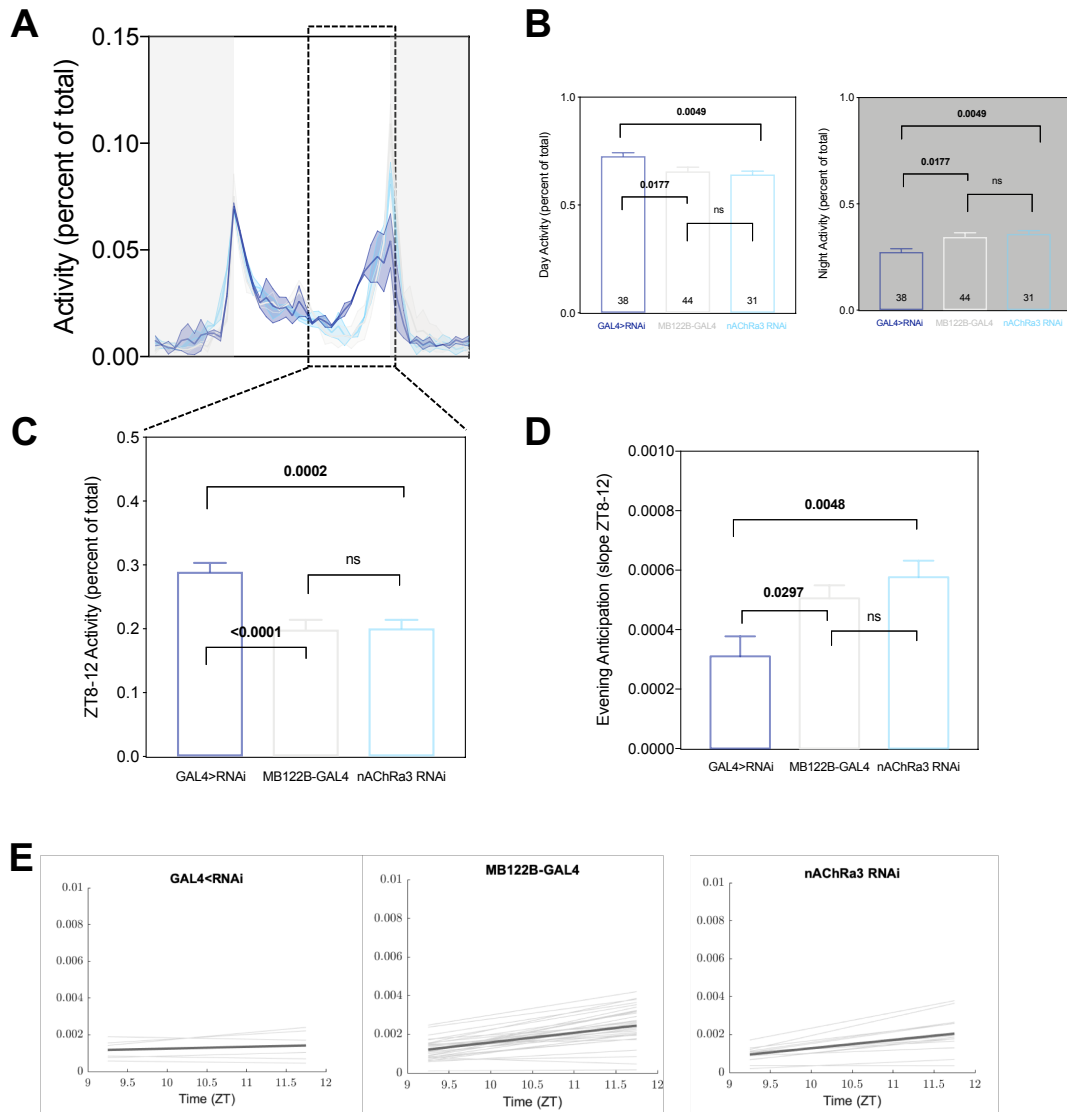 A
Activity (percent of total)
0.15
0.10
0.05
0.00
B
Day Activity (percent of total)
1.0
0.5
0.0
0.0049
0.0177
ns
38
44
31
GAL4>RNAi
MB122B-GAL4
nAChRa3 RNAi
Night Activity (percent of total)
1.0
0.5
0.0
0.0049
0.0177
ns
38
44
31
GAL4>RNAi
MB122B-GAL4
nAChRa3 RNAi
C
ZT8-12 Activity (percent of total)
0.5
0.4
0.3
0.2
0.1
0.0
0.0002
ns
<0.0001
GAL4>RNAi
MB122B-GAL4
nAChRa3 RNAi
D
Evening Anticipation (slope ZT8-12)
0.0010
0.0008
0.0006
0.0004
0.0002
0.0000
0.0048
0.0297
ns
GAL4>RNAi
MB122B-GAL4
nAChRa3 RNAi
E
GAL4<RNAi
0.01
0.008
0.006
0.004
0.002
0
9 9.5 10 10.5 11 11.5 12
Time (ZT)
MB122B-GAL4
0.01
0.008
0.006
0.004
0.002
0
9 9.5 10 10.5 11 11.5 12
Time (ZT)
nAChRa3 RNAi
0.01
0.008
0.006
0.004
0.002
0
9 9.5 10 10.5 11 11.5 12
Time (ZT)